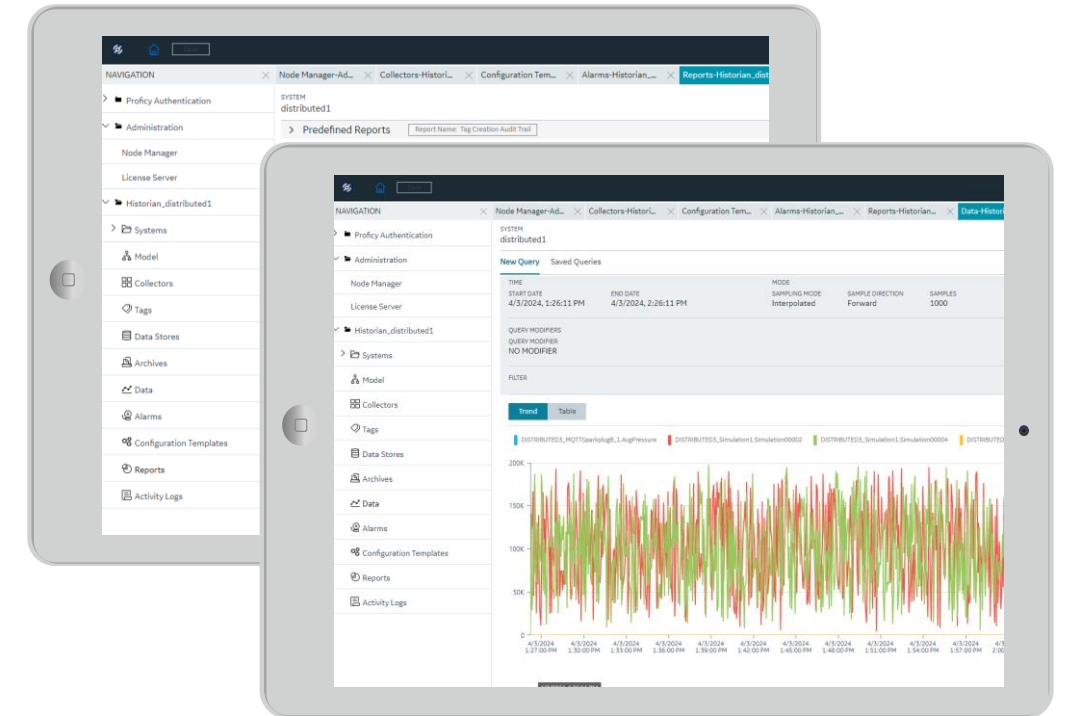 NAVIGATION
Node Manager-Ad... Collectors-Histori... Configuration Tem... Alarms-Historian_... Reports-Historian_dist
Proficy Authentication
SYSTEM
distributed1
Administration
Predefined Reports
Report Name: Tag Creation Audit Trail
Node Manager
License Server
Historian_distributed1
Systems
Model
Collectors
Tags
Data Stores
Archives
Data
Alarms
Configuration Templates
Reports
Activity Logs
NAVIGATION
Node Manager-Ad... Collectors-Histori... Configuration Tem... Alarms-Historian_... Reports-Historian... Data-Histori
Proficy Authentication
Administration
Node Manager
License Server
Historian_distributed1
Systems
Model
Collectors
Tags
Data Stores
Archives
Data
Alarms
Configuration Templates
Reports
Activity Logs
SYSTEM
distributed1
New Query Saved Queries
TIME MODE
START DATE END DATE SAMPLING MODE SAMPLE DIRECTION SAMPLES
4/3/2024, 1:26:11 PM 4/3/2024, 2:26:11 PM Interpolated Forward 1000
QUERY MODIFIERS
QUERY MODIFIER
NO MODIFIER
FILTER
Trend Table
DISTRIBUTED3_MQTTSparkplugB_1.AvgPressure DISTRIBUTED3_Simulation1.Simulation00002 DISTRIBUTED3_Simulation1.Simulation00004 DISTRIBUTED
200K
150K
100K
50K
0
4/3/2024 4/3/2024 4/3/2024 4/3/2024 4/3/2024 4/3/2024 4/3/2024 4/3/2024 4/3/2024 4/3/2024 4/3/2024 4/3
1:27:00 PM 1:30:00 PM 1:33:00 PM 1:36:00 PM 1:39:00 PM 1:42:00 PM 1:45:00 PM 1:48:00 PM 1:51:00 PM 1:54:00 PM 1:57:00 PM 2:00